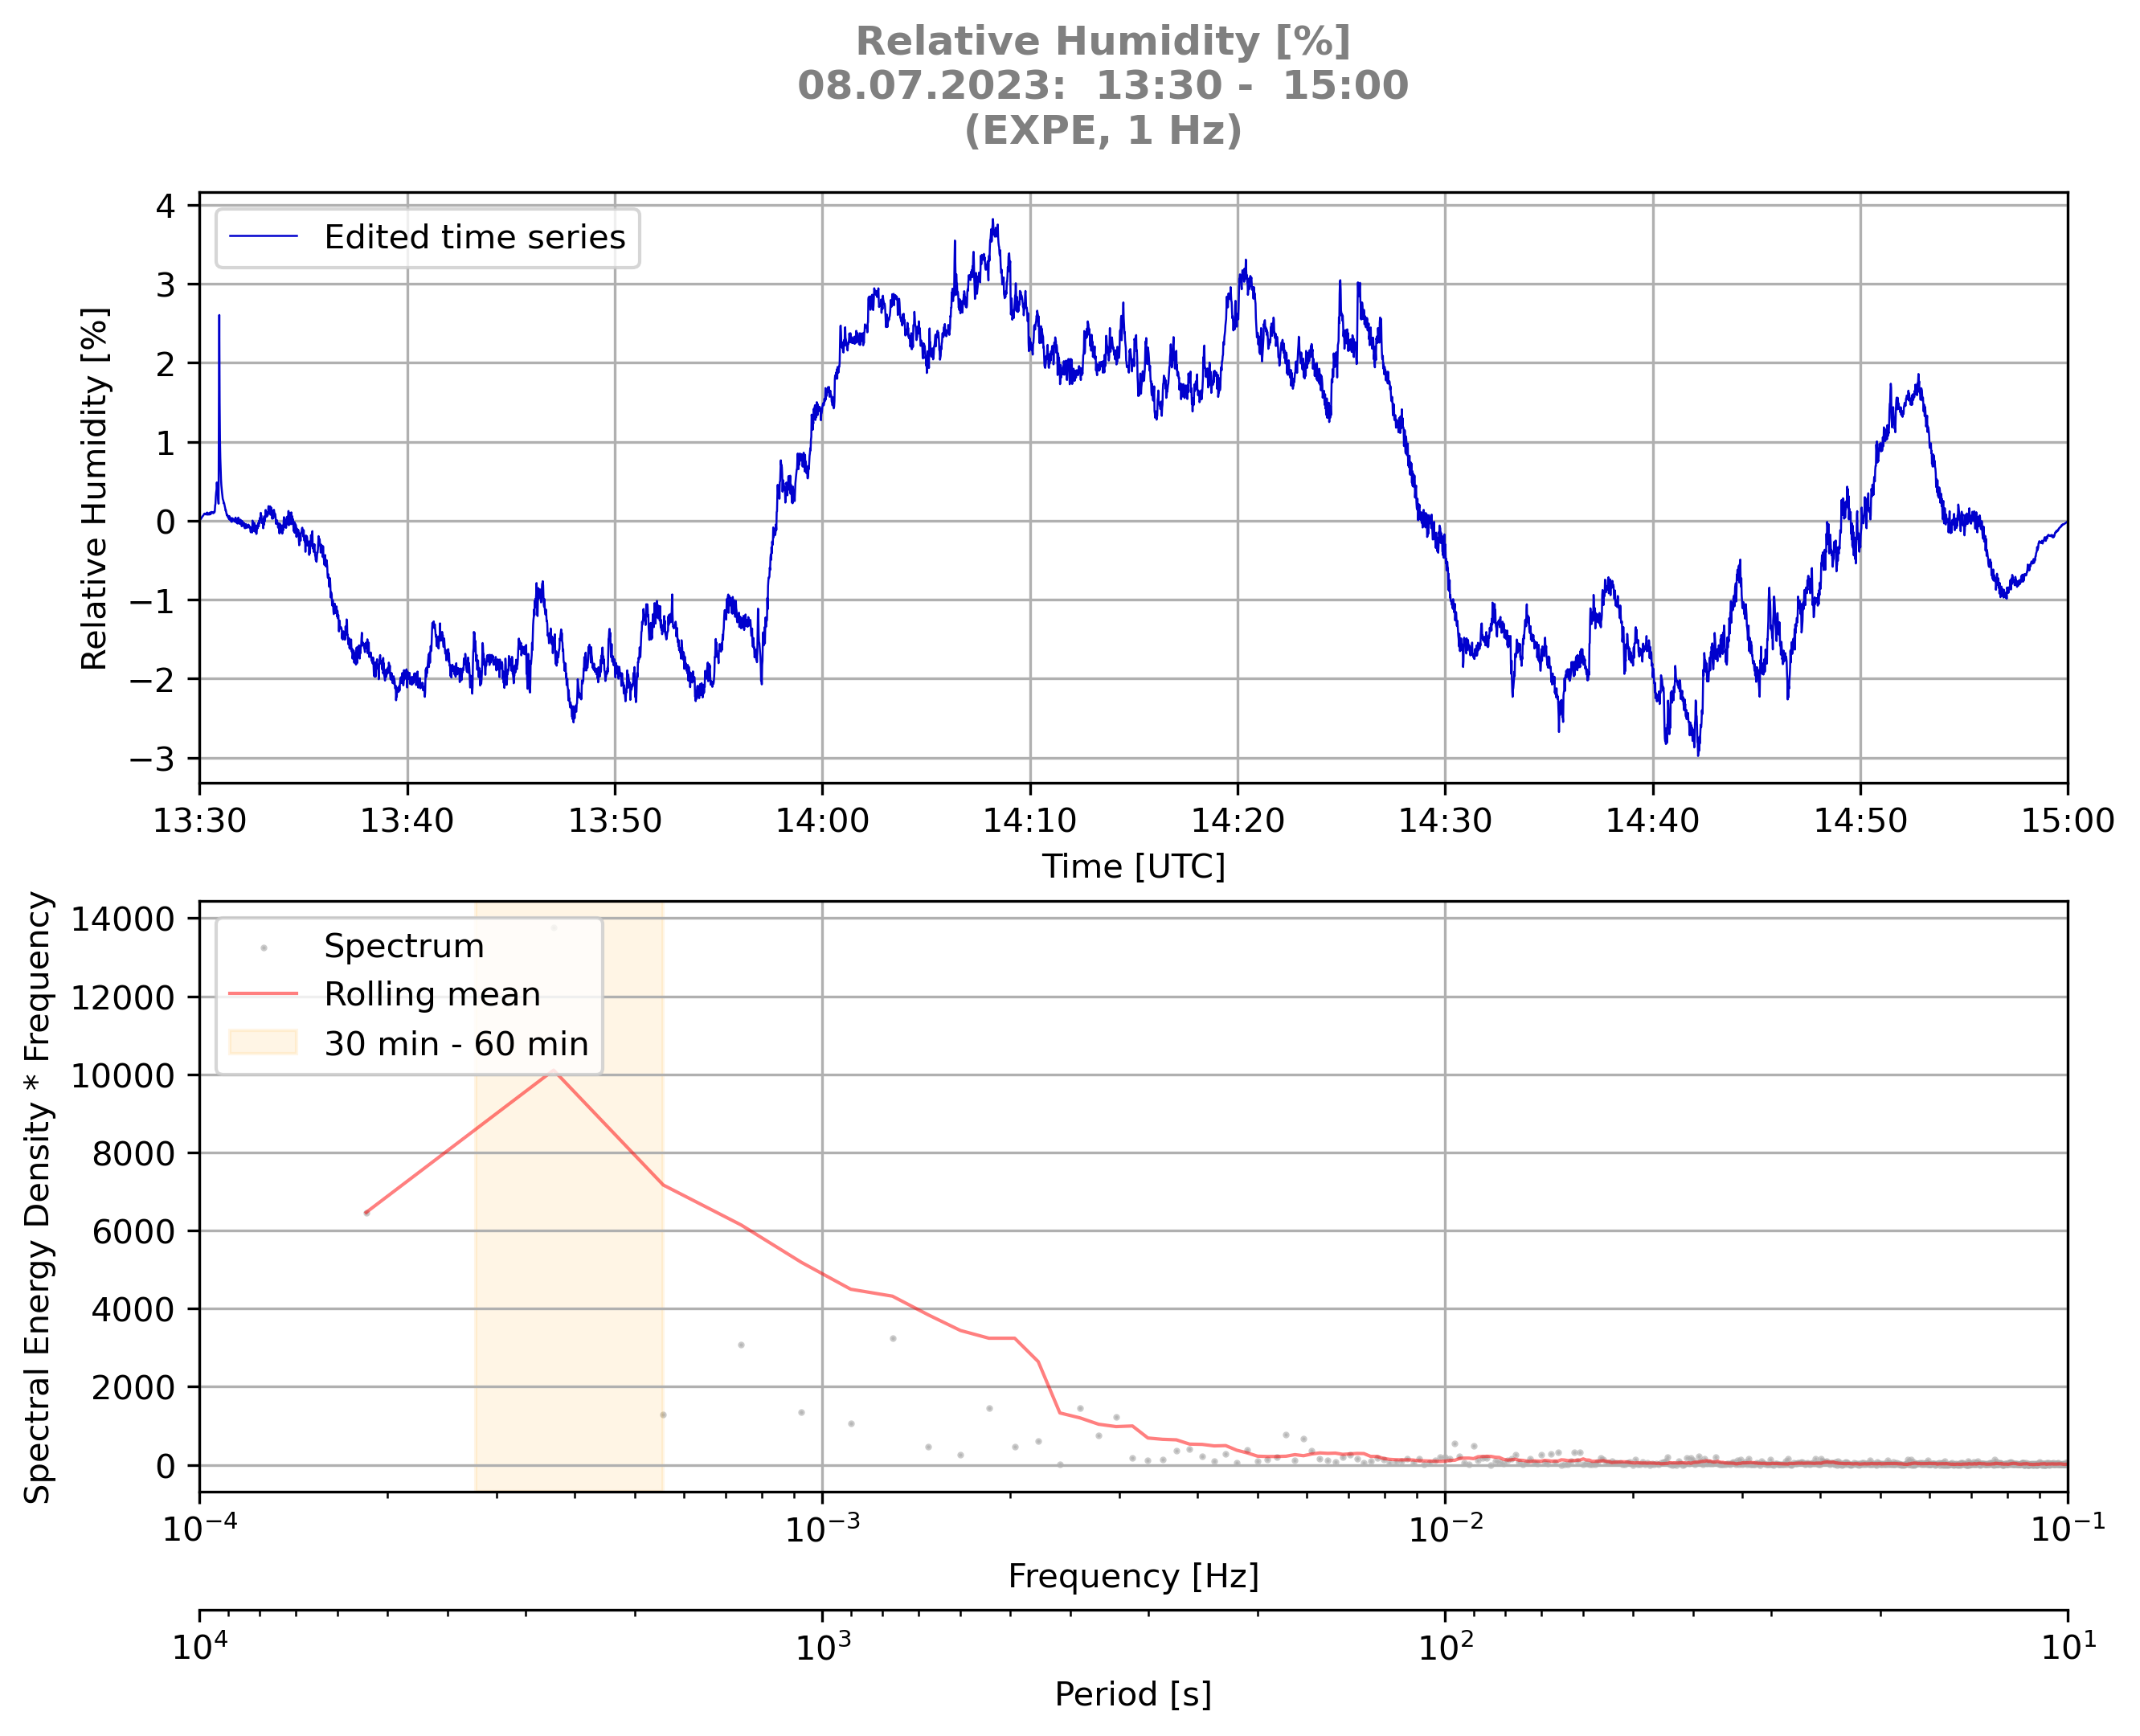 Relative Humidity [%]
08.07.2023:  13:30 -  15:00
(EXPE, 1 Hz)
Relative Humidity [%]
4
3
2
1
0
−1
−2
−3
Edited time series
13:30 13:40 13:50 14:00 14:10 14:20 14:30 14:40 14:50 15:00
Time [UTC]
Spectral Energy Density * Frequency
14000
12000
10000
8000
6000
4000
2000
0
Spectrum
Rolling mean
30 min - 60 min
10⁻⁴ 10⁻³ 10⁻² 10⁻¹
Frequency [Hz]
10⁴ 10³ 10² 10¹
Period [s]